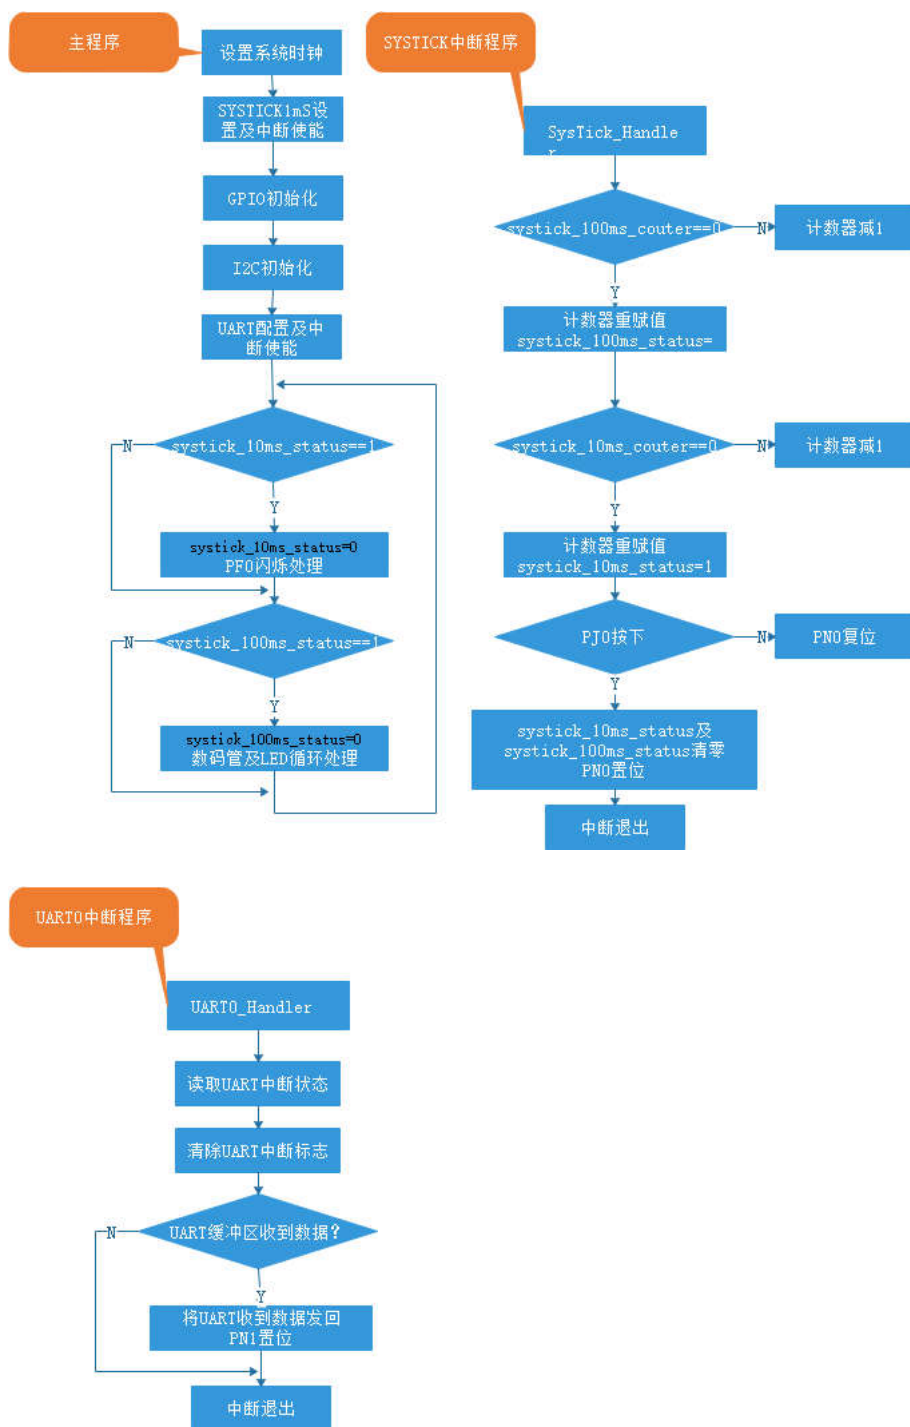 主程序
设置系统时钟
SYSTICK1mS设
置及中断使能
GPIO初始化
I2C初始化
UART配置及中
断使能
systick_10ms_status==1
N
Y
systick_10ms_status=0
PF0闪烁处理
systick_100ms_status==1
N
Y
systick_100ms_status=0
数码管及LED循环处理
SYSTICK中断程序
SysTick_Handle
r
systick_100ms_couter==0
N
计数器减1
Y
计数器重赋值
systick_100ms_status=
systick_10ms_couter==0
N
计数器减1
Y
计数器重赋值
systick_10ms_status=1
PJ0按下
N
PN0复位
Y
systick_10ms_status及
systick_100ms_status清零
PN0置位
中断退出
UART0中断程序
UART0_Handler
读取UART中断状态
清除UART中断标志
UART缓冲区收到数据?
N
Y
将UART收到数据发回
PN1置位
中断退出